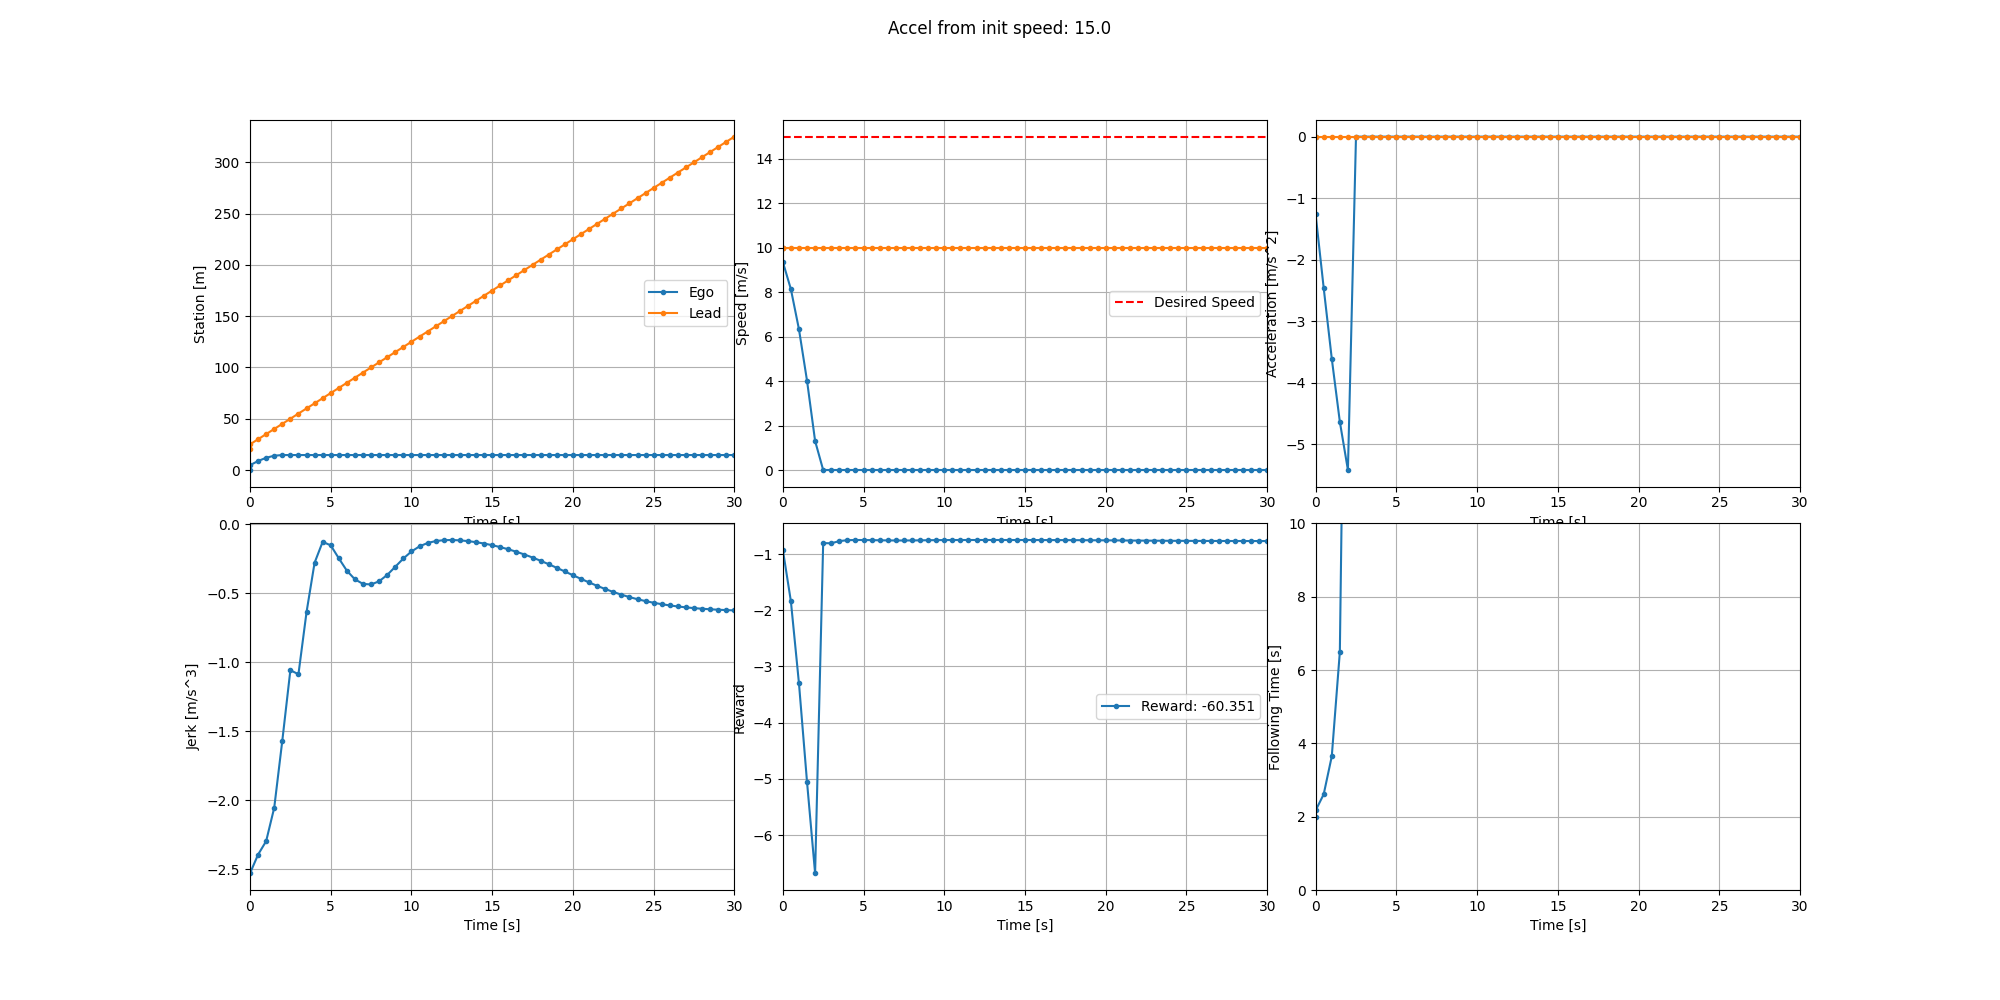 Accel from init speed: 15.0
Station [m]
300
250
200
150
100
50
0
0 5 10 15 20 25 30
Time [s]
Ego
Lead
Speed [m/s]
14
12
10
8
6
4
2
0
0 5 10 15 20 25 30
Time [s]
Desired Speed
Acceleration [m/s^2]
0
−1
−2
−3
−4
−5
0 5 10 15 20 25 30
Time [s]
Jerk [m/s^3]
0.0
−0.5
−1.0
−1.5
−2.0
−2.5
0 5 10 15 20 25 30
Time [s]
Reward
−1
−2
−3
−4
−5
−6
0 5 10 15 20 25 30
Time [s]
Reward: -60.351
Following Time [s]
10
8
6
4
2
0
0 5 10 15 20 25 30
Time [s]